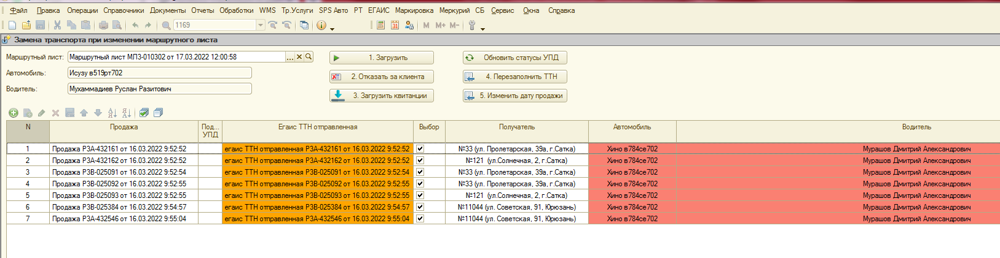 Файл Правка Операции Справочники Документы Отчеты Обработки WMS Тр.Услуги SPS Авто РТ ЕГАИС Маркировка Меркурий СБ Сервис Окна Справка
1169 M M+ M-
Замена транспорта при изменении маршрутного листа
Маршрутный лист: Маршрутный лист МЛЗ-010302 от 17.03.2022 12:00:58 ... 1. Загрузить Обновить статусы УПД
Автомобиль: Исузу в519рт702 2. Отказать за клиента 4. Перезаполнить ТТН
Водитель: Мухаммадиев Руслан Разитович 3. Загрузить квитанции 5. Изменить дату продажи
N Продажа Под... УПД Егаис ТТН отправленная Выбор Получатель Автомобиль Водитель
1 Продажа РЗА-432161 от 16.03.2022 9:52:52 егаис ТТН отправленная РЗА-432161 от 16.03.2022 9:52:52 №33 (ул. Пролетарская, 39а, г.Сатка) Хино в784се702 Мурашов Дмитрий Александрович
2 Продажа РЗА-432162 от 16.03.2022 9:52:52 егаис ТТН отправленная РЗА-432162 от 16.03.2022 9:52:52 №121 (ул.Солнечная, 2, г.Сатка) Хино в784се702 Мурашов Дмитрий Александрович
3 Продажа РЗВ-025091 от 16.03.2022 9:52:54 егаис ТТН отправленная РЗВ-025091 от 16.03.2022 9:52:54 №33 (ул. Пролетарская, 39а, г.Сатка) Хино в784се702 Мурашов Дмитрий Александрович
4 Продажа РЗВ-025092 от 16.03.2022 9:52:55 егаис ТТН отправленная РЗВ-025092 от 16.03.2022 9:52:55 №33 (ул. Пролетарская, 39а, г.Сатка) Хино в784се702 Мурашов Дмитрий Александрович
5 Продажа РЗВ-025093 от 16.03.2022 9:52:55 егаис ТТН отправленная РЗВ-025093 от 16.03.2022 9:52:55 №121 (ул.Солнечная, 2, г.Сатка) Хино в784се702 Мурашов Дмитрий Александрович
6 Продажа РЗВ-025384 от 16.03.2022 9:54:57 егаис ТТН отправленная РЗВ-025384 от 16.03.2022 9:54:57 №11044 (ул. Советская, 91, Юрюзань) Хино в784се702 Мурашов Дмитрий Александрович
7 Продажа РЗА-432546 от 16.03.2022 9:55:04 егаис ТТН отправленная РЗА-432546 от 16.03.2022 9:55:04 №11044 (ул. Советская, 91, Юрюзань) Хино в784се702 Мурашов Дмитрий Александрович